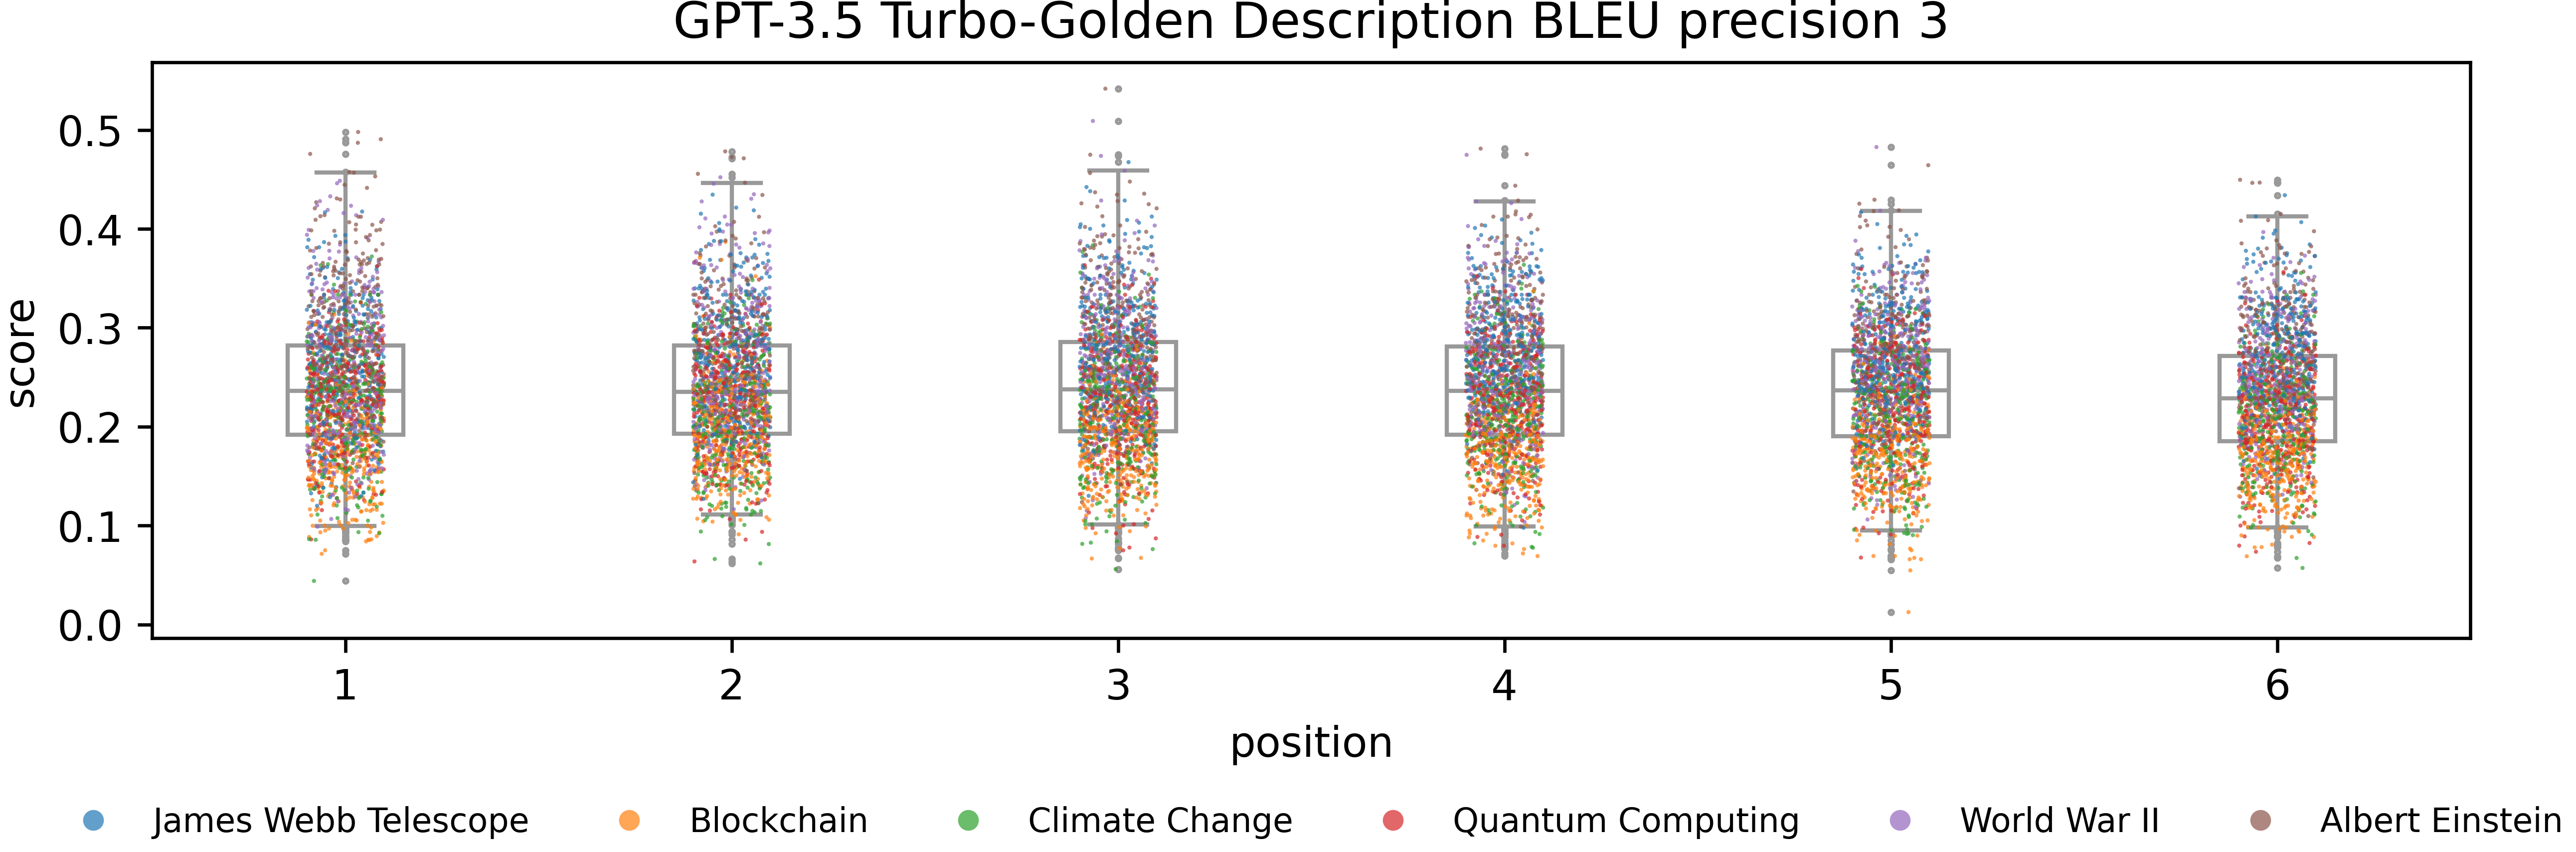 GPT-3.5 Turbo-Golden Description BLEU precision 3
score
0.5
0.4
0.3
0.2
0.1
0.0
1 2 3 4 5 6
position
James Webb Telescope Blockchain Climate Change Quantum Computing World War II Albert Einstein